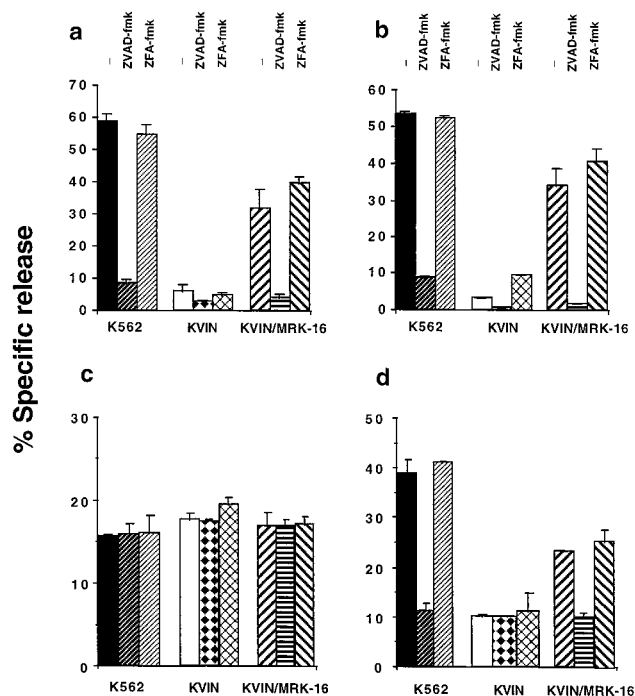 % Specific release
a
– ZVAD-fmk ZFA-fmk – ZVAD-fmk ZFA-fmk – ZVAD-fmk ZFA-fmk
70
60
50
40
30
20
10
0
K562 KVIN KVIN/MRK-16
b
– ZVAD-fmk ZFA-fmk – ZVAD-fmk ZFA-fmk – ZVAD-fmk ZFA-fmk
60
50
40
30
20
10
0
K562 KVIN KVIN/MRK-16
c
30
20
10
0
K562 KVIN KVIN/MRK-16
d
50
40
30
20
10
0
K562 KVIN KVIN/MRK-16